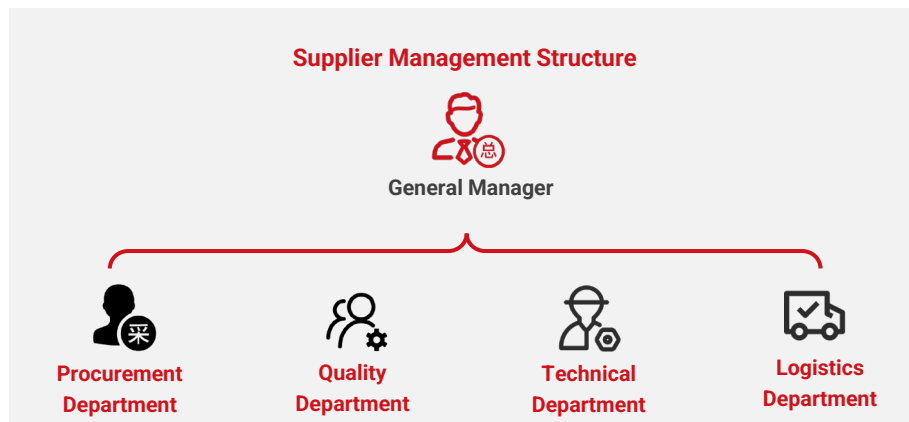 Supplier Management Structure
总
General Manager
采
Procurement
Department
Quality
Department
Technical
Department
Logistics
Department